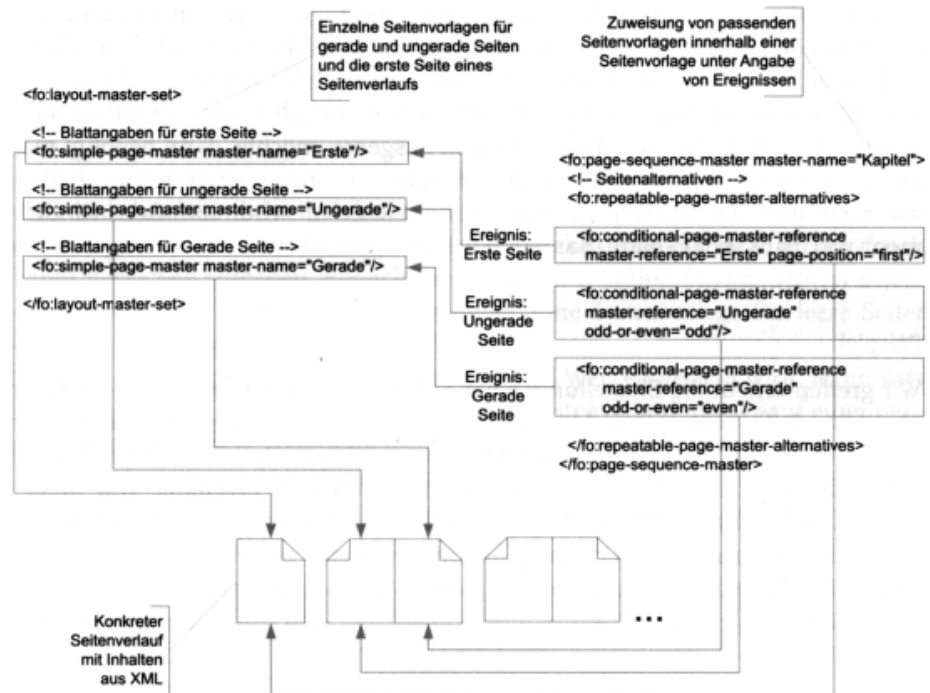 Einzelne Seitenvorlagen für
gerade und ungerade Seiten
und die erste Seite eines
Seitenverlaufs
Zuweisung von passenden
Seitenvorlagen innerhalb einer
Seitenvorlage unter Angabe
von Ereignissen
<fo:layout-master-set>
<!-- Blattangaben für erste Seite -->
<fo:simple-page-master master-name="Erste"/>
<!-- Blattangaben für ungerade Seite -->
<fo:simple-page-master master-name="Ungerade"/>
<!-- Blattangaben für Gerade Seite -->
<fo:simple-page-master master-name="Gerade"/>
</fo:layout-master-set>
<fo:page-sequence-master master-name="Kapitel">
<!-- Seitenalternativen -->
<fo:repeatable-page-master-alternatives>
Ereignis:
Erste Seite
<fo:conditional-page-master-reference
master-reference="Erste" page-position="first"/>
Ereignis:
Ungerade
Seite
<fo:conditional-page-master-reference
master-reference="Ungerade"
odd-or-even="odd"/>
Ereignis:
Gerade
Seite
<fo:conditional-page-master-reference
master-reference="Gerade"
odd-or-even="even"/>
</fo:repeatable-page-master-alternatives>
</fo:page-sequence-master>
...
Konkreter
Seitenverlauf
mit Inhalten
aus XML